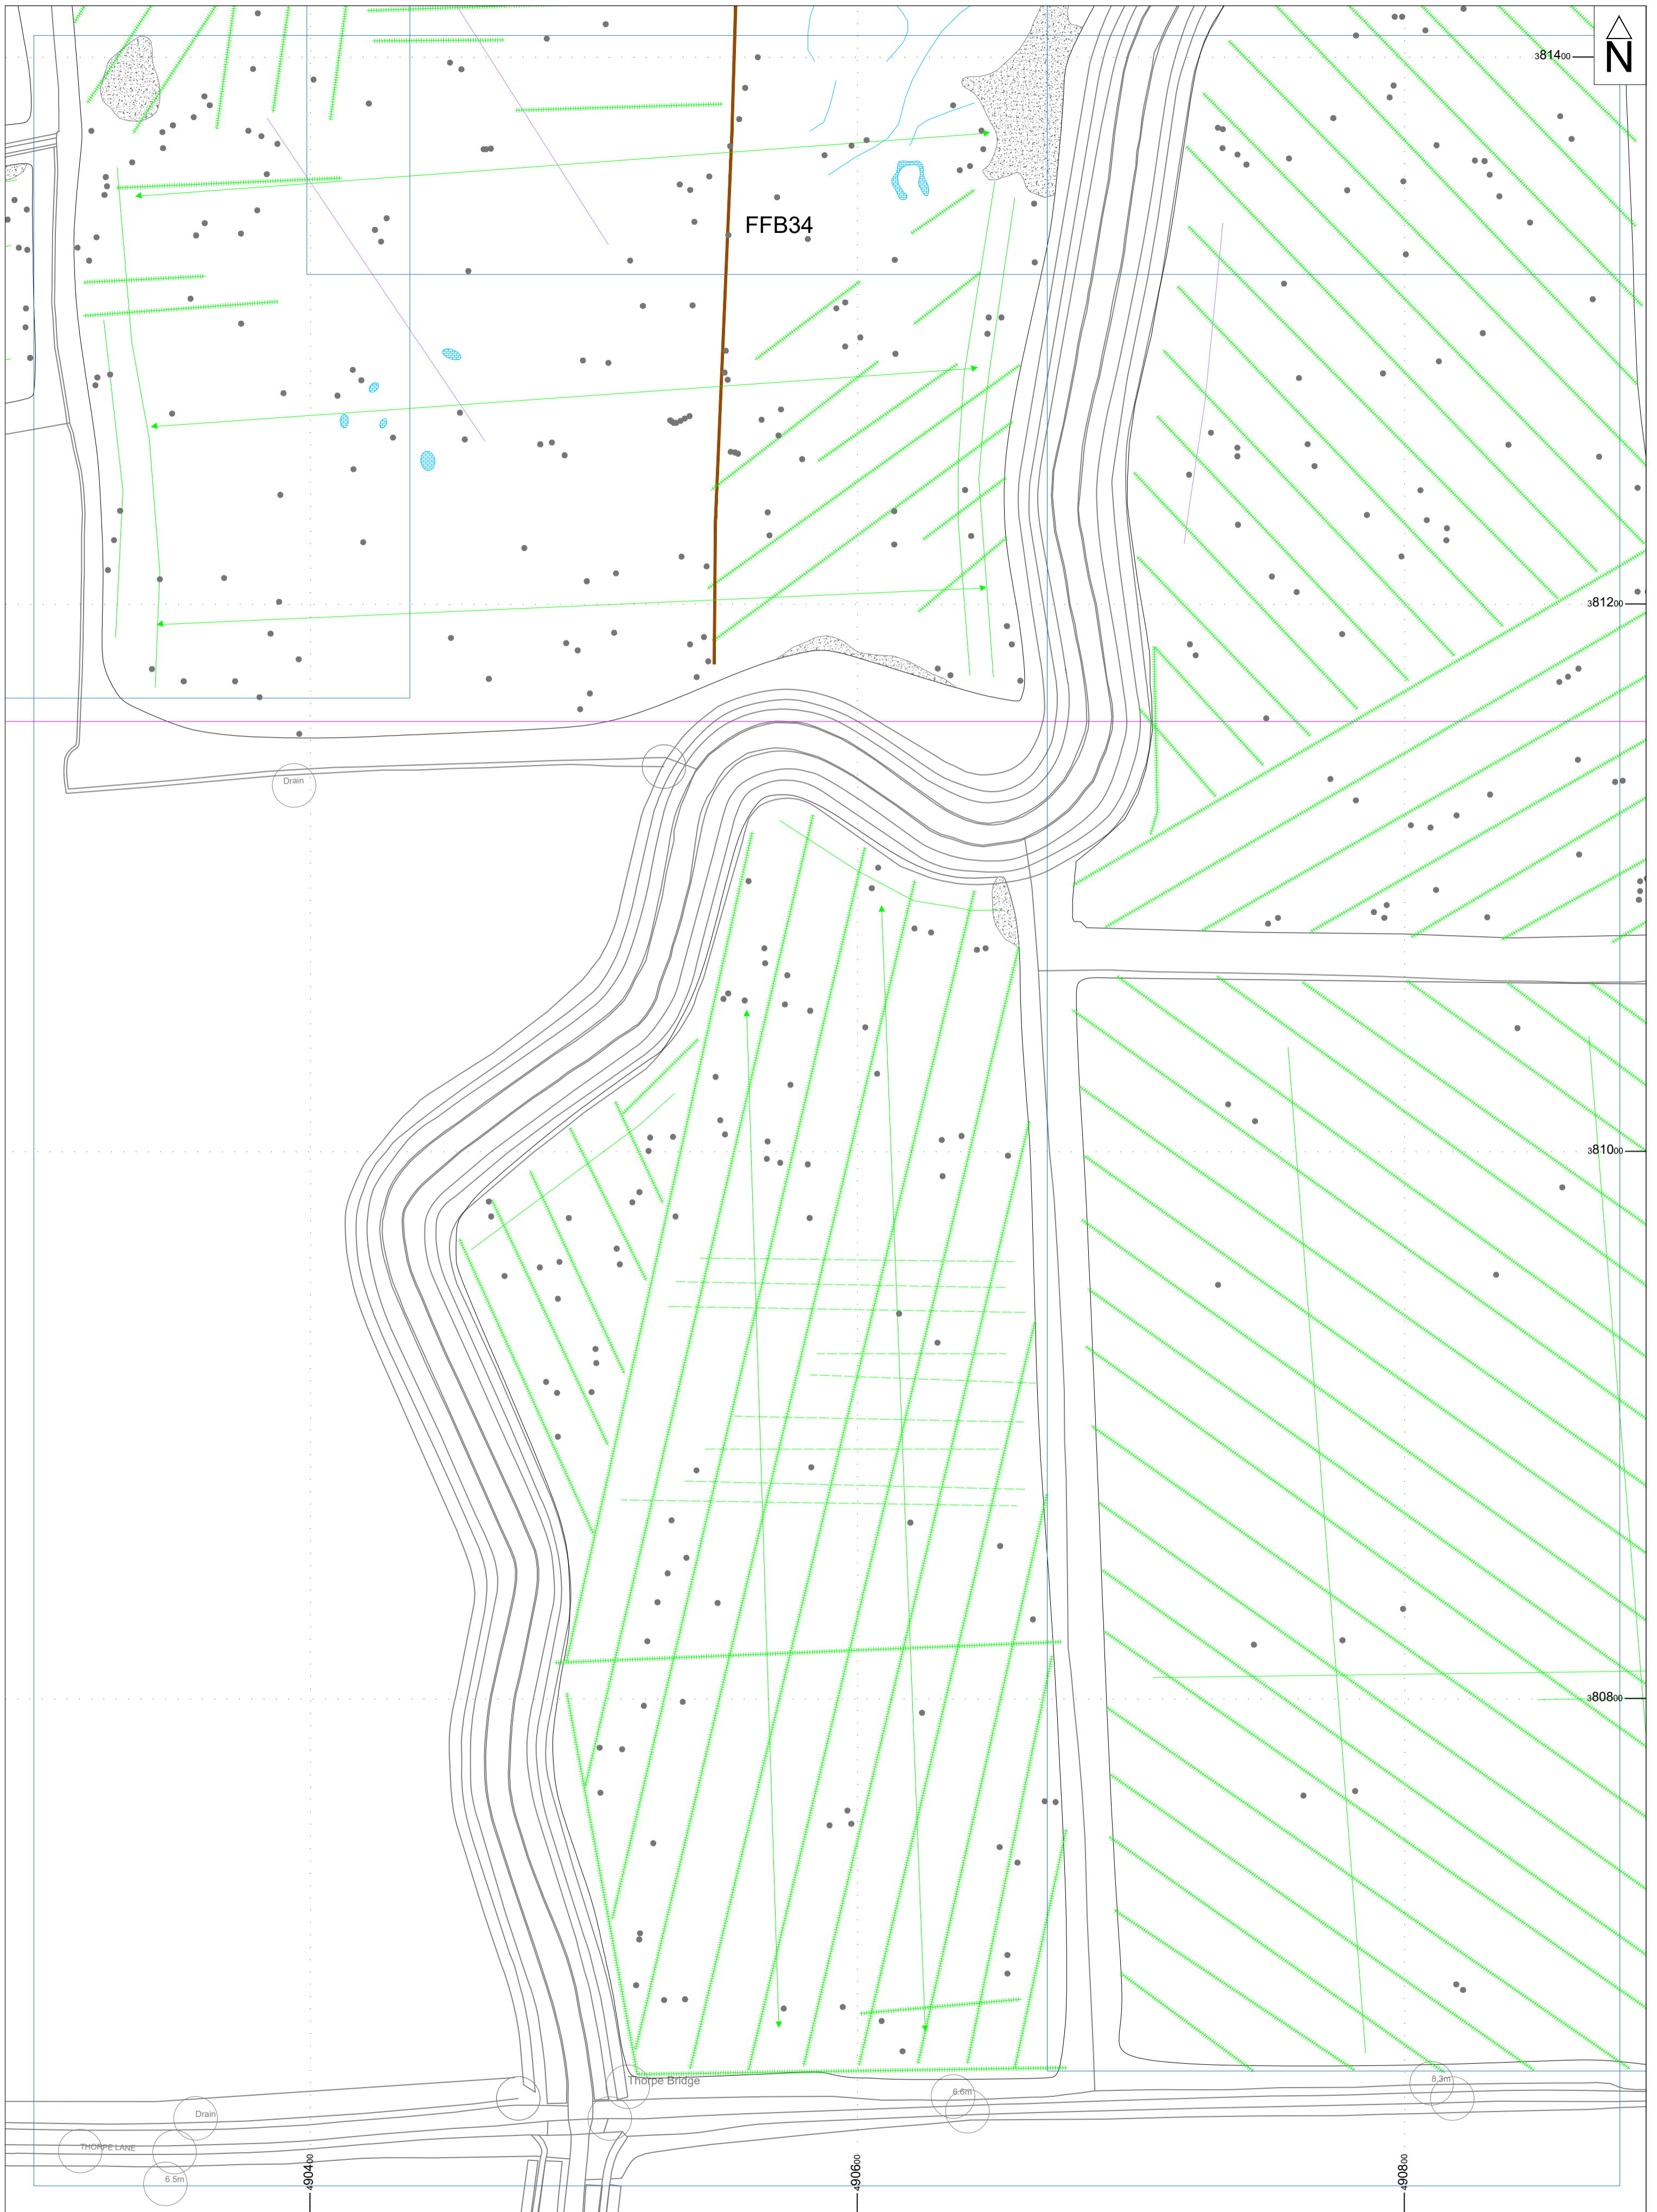 381400
N
FFB34
381200
Drain
381000
380800
Thorpe Bridge
8.3m
6.6m
Drain
THORPE LANE
6.5m
490400
490600
490800